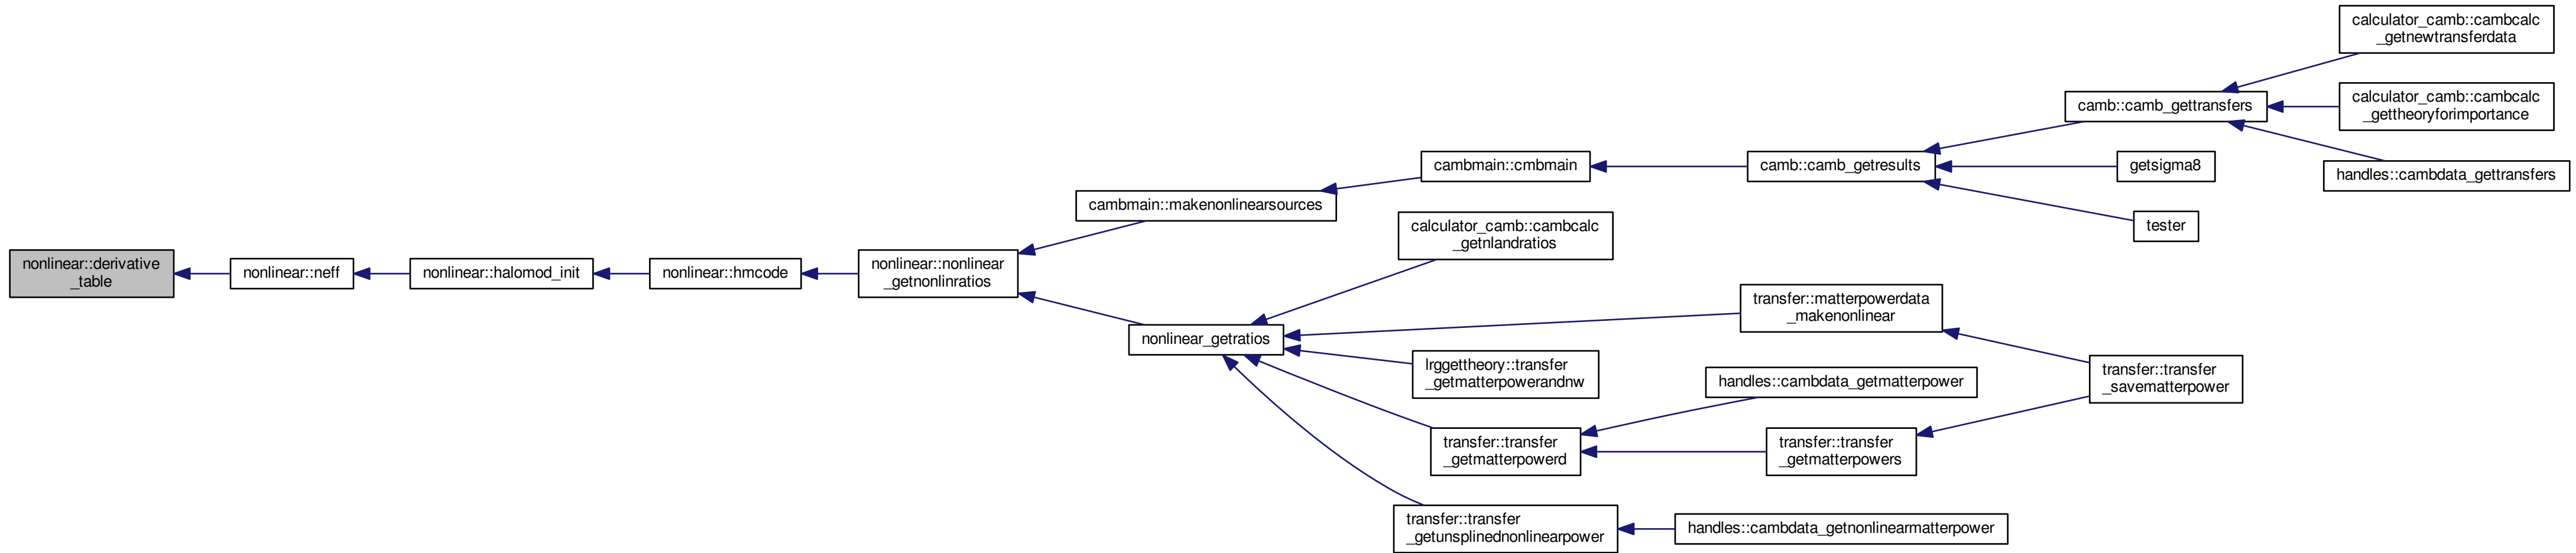 nonlinear::derivative
_table
nonlinear::neff
nonlinear::halomod_init
nonlinear::hmcode
nonlinear::nonlinear
_getnonlinratios
cambmain::makenonlinearsources
cambmain::cmbmain
camb::camb_getresults
camb::camb_gettransfers
calculator_camb::cambcalc
_getnewtransferdata
calculator_camb::cambcalc
_gettheoryforimportance
handles::cambdata_gettransfers
getsigma8
tester
nonlinear_getratios
calculator_camb::cambcalc
_getnlandratios
transfer::matterpowerdata
_makenonlinear
lrggettheory::transfer
_getmatterpowerandnw
transfer::transfer
_getmatterpowerd
handles::cambdata_getmatterpower
transfer::transfer
_getmatterpowers
transfer::transfer
_savematterpower
transfer::transfer
_getunsplinednonlinearpower
handles::cambdata_getnonlinearmatterpower